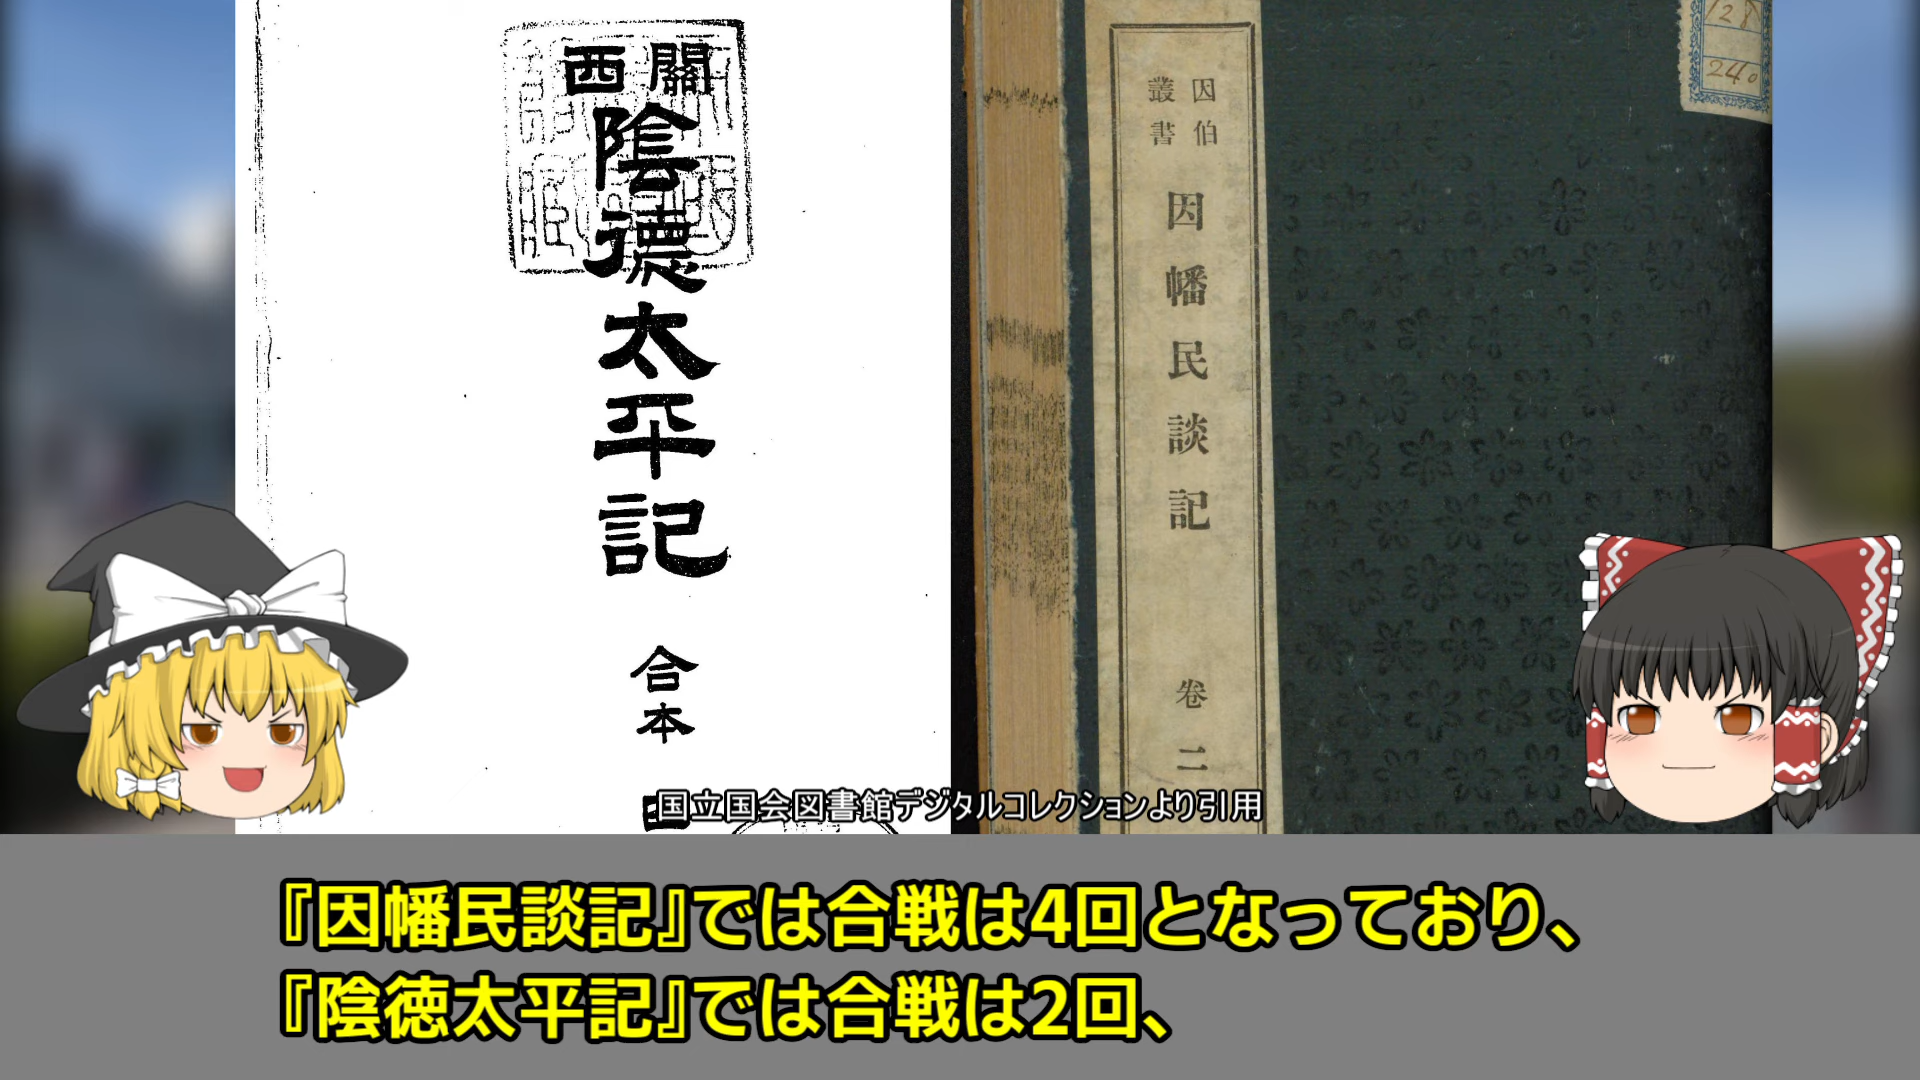 關西
陰德太平記
合本
因伯叢書
因幡民談記
卷二
128
240
国立国会図書館デジタルコレクションより引用
『因幡民談記』では合戦は4回となっており、
『陰徳太平記』では合戦は2回、